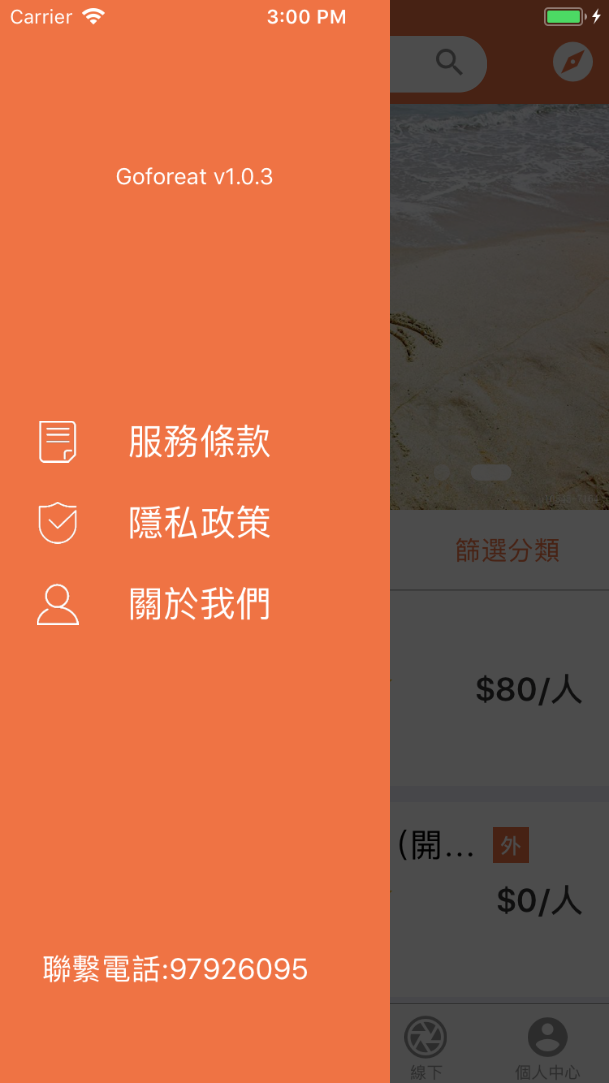 Carrier
3:00 PM
Goforeat v1.0.3
服務條款
隱私政策
關於我們
聯繫電話:97926095
篩選分類
$80/人
(開... 外
$0/人
線下
個人中心